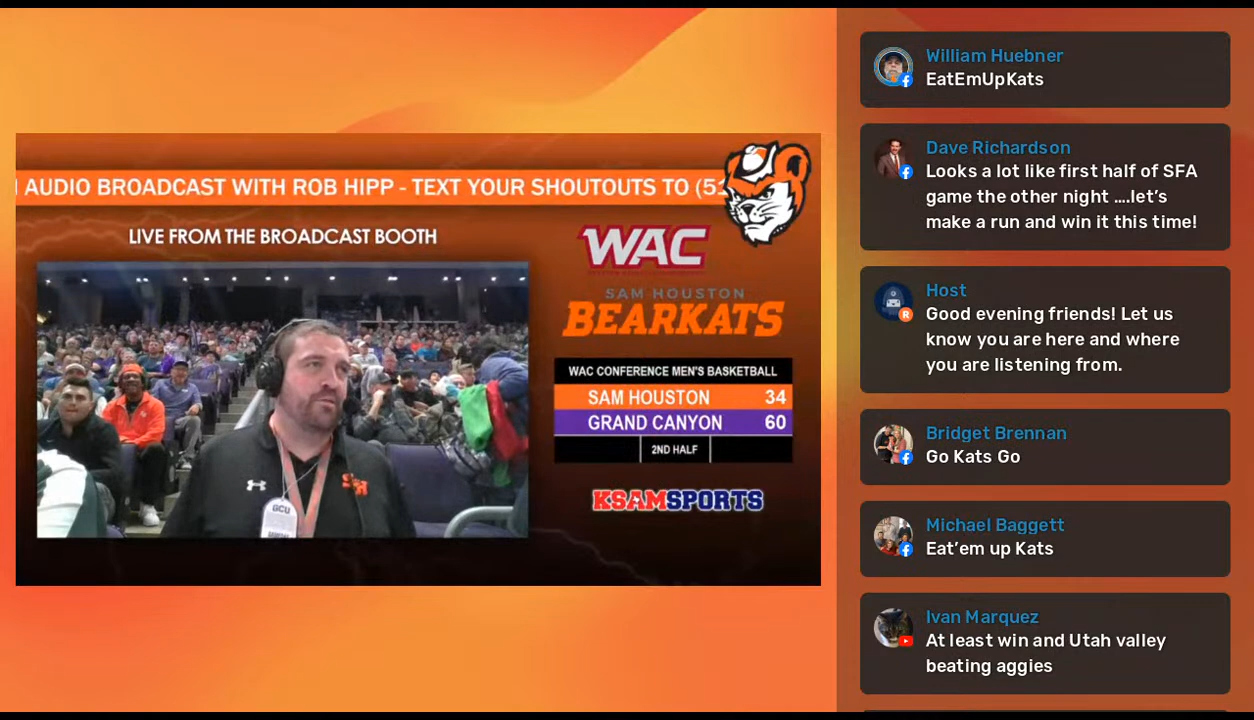 AUDIO BROADCAST WITH ROB HIPP - TEXT YOUR SHOUTOUTS TO (51
LIVE FROM THE BROADCAST BOOTH
WAC
SAM HOUSTON
BEARKATS
WAC CONFERENCE MEN'S BASKETBALL
SAM HOUSTON 34
GRAND CANYON 60
2ND HALF
KSAMSPORTS
GCU
William Huebner
EatEmUpKats
Dave Richardson
Looks a lot like first half of SFA
game the other night ....let's
make a run and win it this time!
Host
Good evening friends! Let us
know you are here and where
you are listening from.
Bridget Brennan
Go Kats Go
Michael Baggett
Eat’em up Kats
Ivan Marquez
At least win and Utah valley
beating aggies